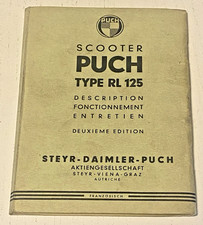 PUCH
SCOOTER
PUCH
TYPE RL 125
DESCRIPTION
FONCTIONNEMENT
ENTRETIEN
DEUXIEME EDITION
STEYR-DAIMLER-PUCH
AKTIENGESELLSCHAFT
STEYR-VIENA-GRAZ
AUTRICHE
FRANZÖSISCH